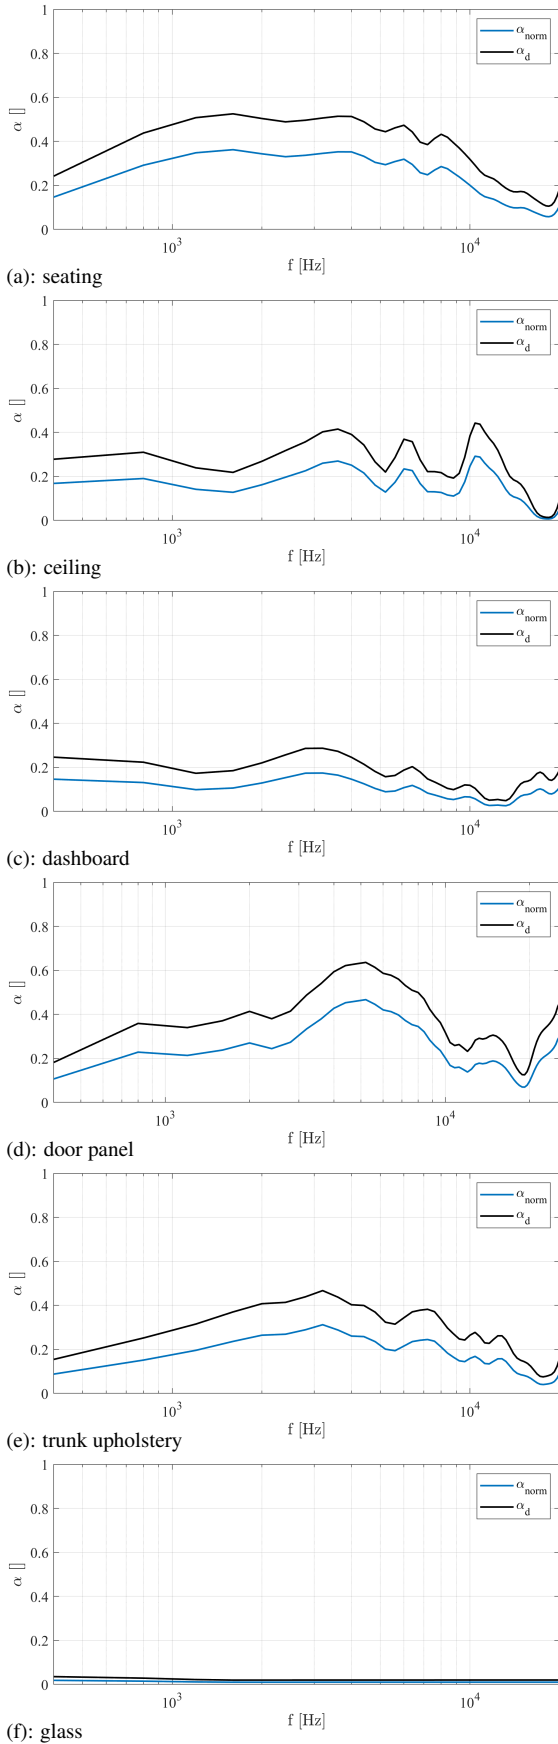 1
0.8
0.6
0.4
0.2
0
α []
α_norm
α_d
10^3
10^4
f [Hz]
(a): seating
1
0.8
0.6
0.4
0.2
0
α []
α_norm
α_d
10^3
10^4
f [Hz]
(b): ceiling
1
0.8
0.6
0.4
0.2
0
α []
α_norm
α_d
10^3
10^4
f [Hz]
(c): dashboard
1
0.8
0.6
0.4
0.2
0
α []
α_norm
α_d
10^3
10^4
f [Hz]
(d): door panel
1
0.8
0.6
0.4
0.2
0
α []
α_norm
α_d
10^3
10^4
f [Hz]
(e): trunk upholstery
1
0.8
0.6
0.4
0.2
0
α []
α_norm
α_d
10^3
10^4
f [Hz]
(f): glass